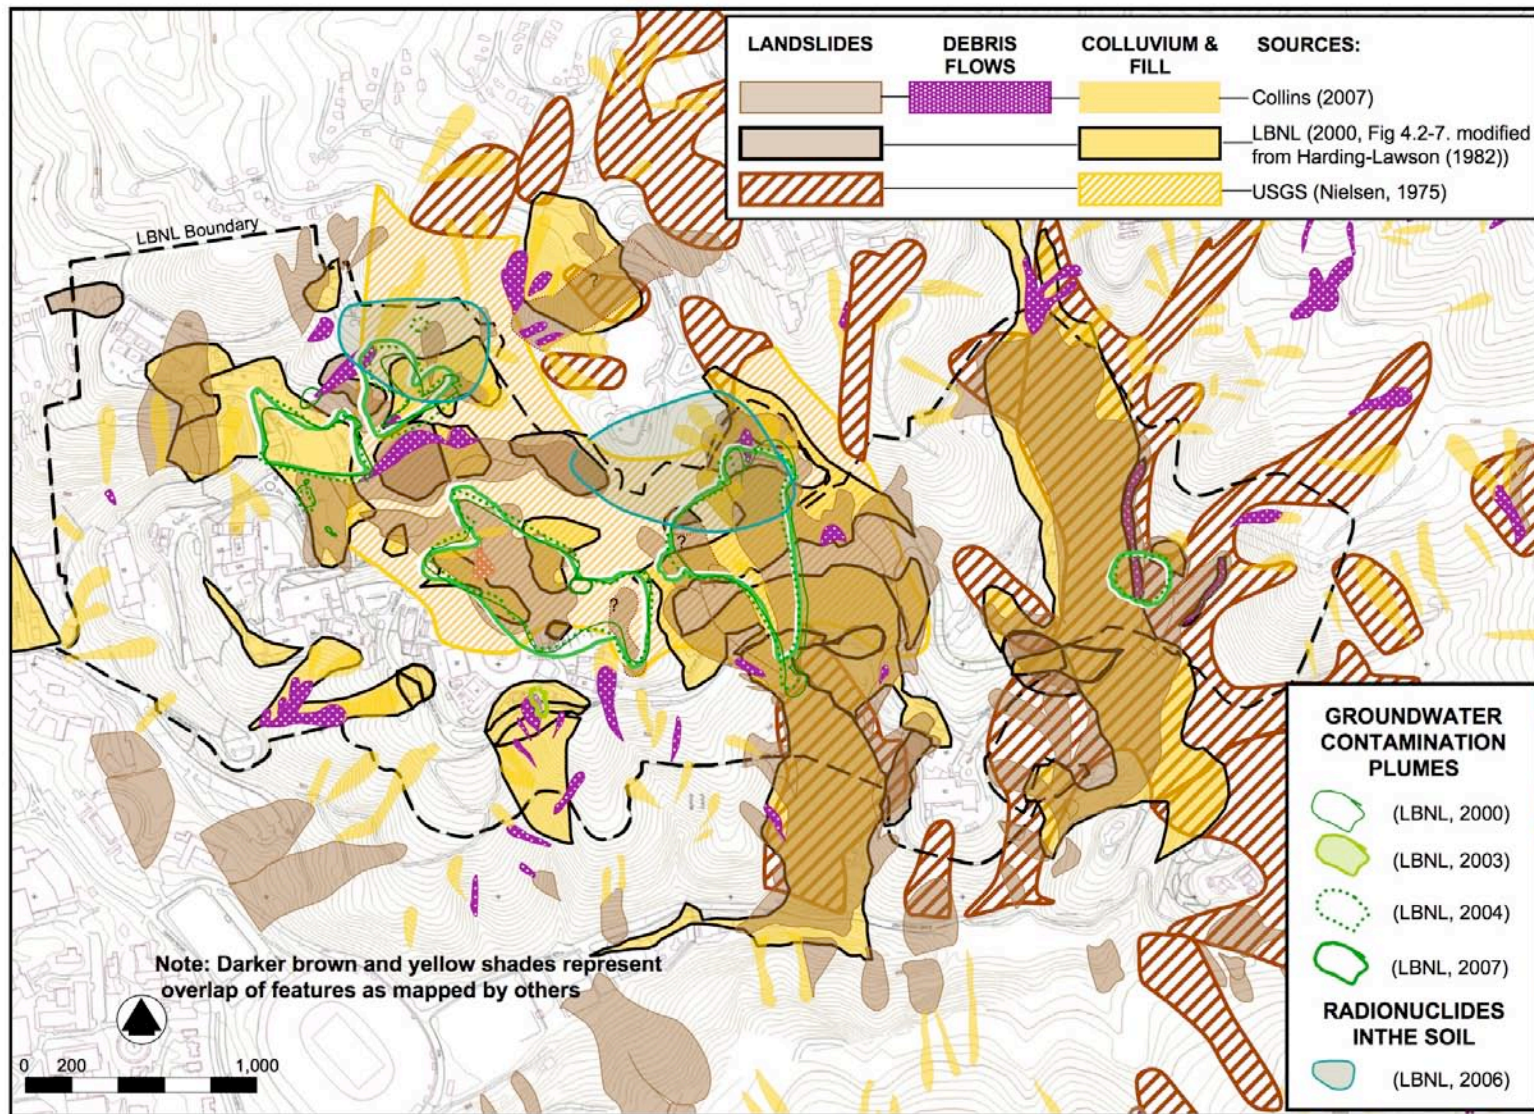 LANDSLIDES
DEBRIS
FLOWS
COLLUVIUM &
FILL
SOURCES:
Collins (2007)
LBNL (2000, Fig 4.2-7. modified
from Harding-Lawson (1982))
USGS (Nielsen, 1975)
LBNL Boundary
?
?
?
GROUNDWATER
CONTAMINATION
PLUMES
(LBNL, 2000)
(LBNL, 2003)
(LBNL, 2004)
(LBNL, 2007)
RADIONUCLIDES
INTHE SOIL
(LBNL, 2006)
Note: Darker brown and yellow shades represent
overlap of features as mapped by others
0 200 1,000